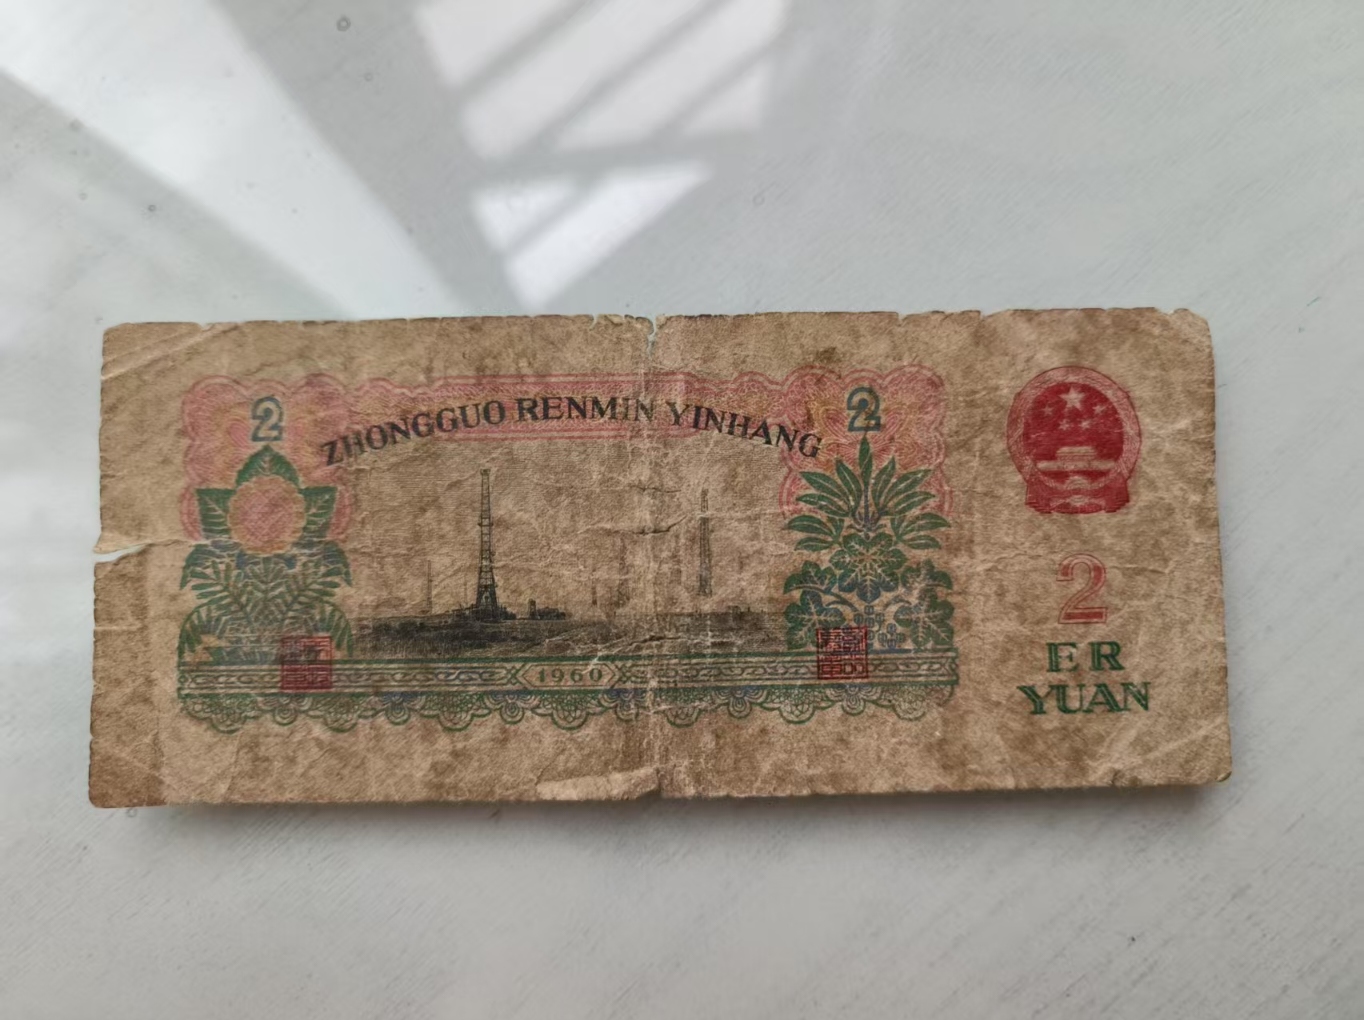 2
2
ZHONGGUO RENMIN YINHANG
2
ER
YUAN
1960